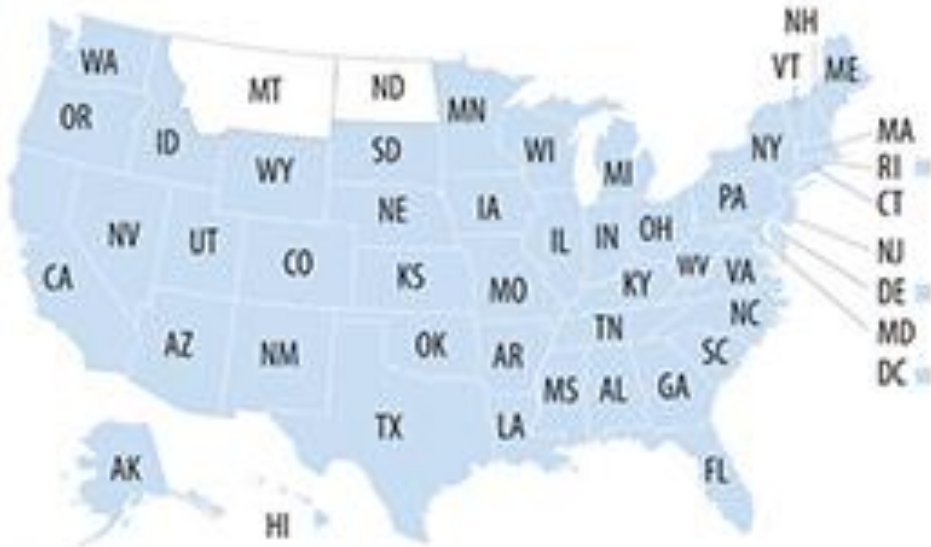 NH
VT
ME
WA
MT
ND
MN
OR
ID
SD
WI
MI
NY
MA
RI
CT
WY
NE
IA
PA
NV
UT
CO
KS
MO
IL
IN
OH
WV
VA
NJ
DE
MD
DC
CA
KY
NC
AZ
NM
OK
AR
TN
SC
MS
AL
GA
TX
LA
AK
FL
HI